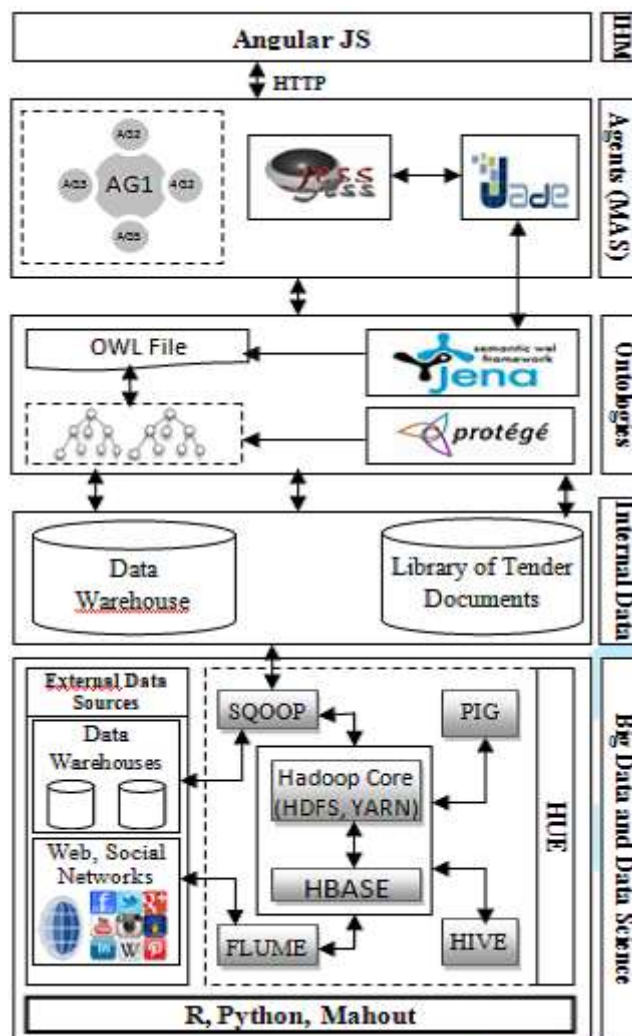 Angular JS
IHM
HTTP
Agents (MAS)
AG2
AG3
AG1
AG2
AG5
Jess
Jade
Ontologies
OWL File
semantic wel
framework
jena
protégé
Internal Data
Data
Warehouse
Library of Tender
Documents
Big Data and Data Science
External Data
Sources
Data
Warehouses
Web, Social
Networks
SQOOP
PIG
Hadoop Core
(HDFS, YARN)
HBASE
FLUME
HIVE
HUE
R, Python, Mahout